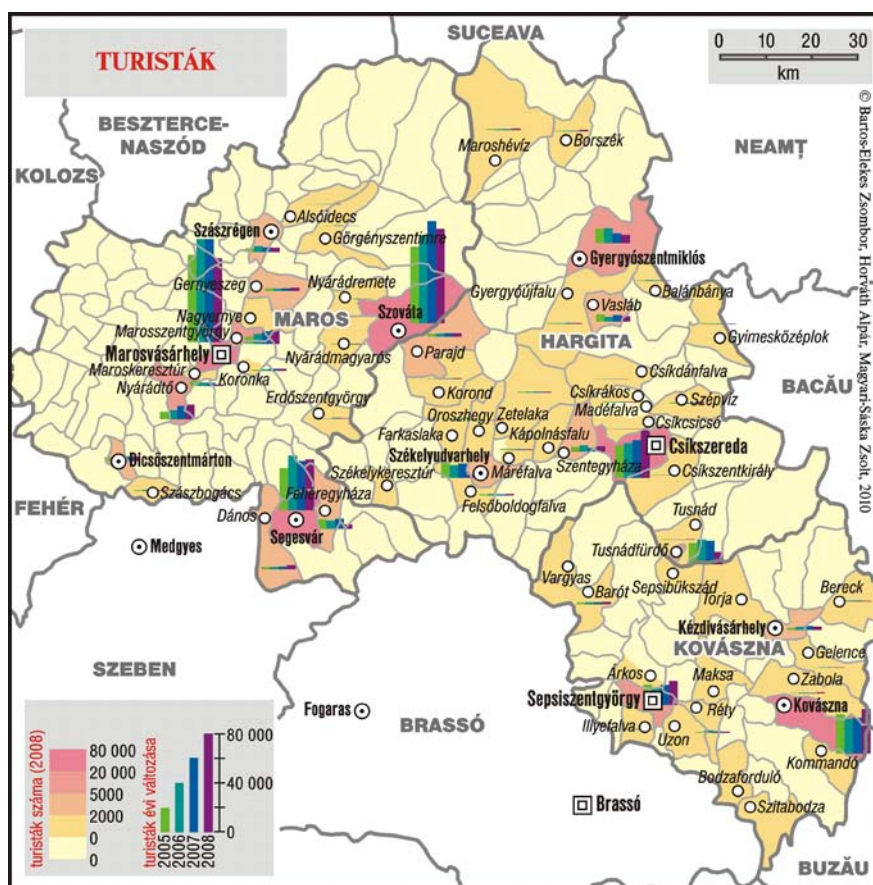 TURISTÁK
SUCEAVA
0 10 20 30
km
BESZTERCE-
NASZÓD
KOLOZS
NEAMȚ
© Bartos-Elekes Zsombor, Horváth Alpár, Magyari-Sáska Zsolt, 2010
Maroshévíz
Borszék
Alsóidecs
Szászrégen
Görgényszentimre
Gyergyószentmiklós
Gernyeszeg
Nyárádremete
Gyergyóújfalu
Vasláb
Balánbánya
Nagyernye
MAROS
Szováta
Marosszentgyörgy
HARGITA
Gyimesközéplok
Marosvásárhely
Nyárádmagyarós
Parajd
Maroskeresztúr
Koronka
Csíkdánfalva
BACĂU
Nyárádtő
Erdőszentgyörgy
Korond
Csíkrákos
Szépvíz
Oroszhegy
Zetelaka
Madéfalva
Csíkcsicsó
Farkaslaka
Kápolnásfalu
Csíkszereda
Székelyudvarhely
Szentegyháza
Dicsőszentmárton
Székelykeresztúr
Máréfalva
Csíkszentkirály
Szászbogács
Fehéregyháza
Felsőboldogfalva
FEHÉR
Dános
Segesvár
Tusnád
Medgyes
Tusnádfürdő
Vargyas
Sepsibükszád
Barót
Torja
Bereck
Kézdivásárhely
KOVÁSZNA
Gelence
SZEBEN
Árkos
Maksa
Zabola
Sepsiszentgyörgy
Réty
Kovászna
Fogaras
BRASSÓ
Illyefalva
Uzon
Kommandó
Bodzaforduló
Brassó
Szitabodza
BUZĂU
turisták száma (2008)
80 000
20 000
5000
2000
0
0
turisták évi változása
80 000
40 000
0
2005
2006
2007
2008